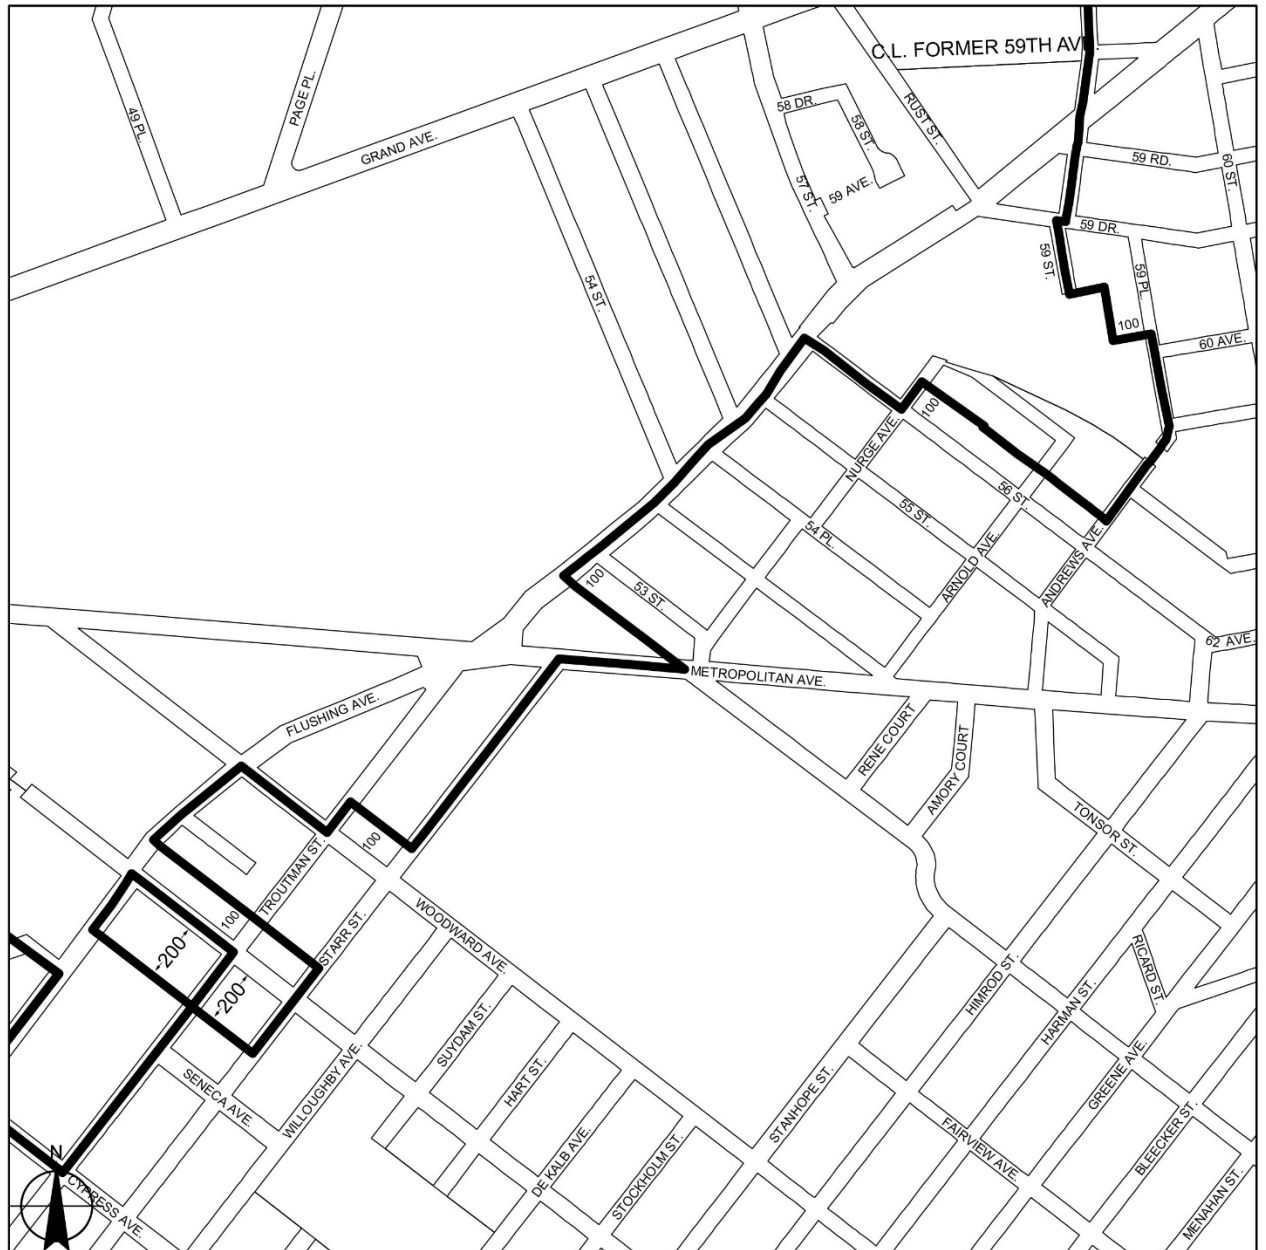 C.L. FORMER 59TH AVE.
49 PL.
PAGE PL.
GRAND AVE.
58 DR.
58 ST.
RUST ST.
59 RD.
60 ST.
57 ST.
59 AVE.
59 DR.
59 ST.
59 PL.
54 ST.
100
60 AVE.
100
NURGE AVE.
56 ST.
55 ST.
54 PL.
ARNOLD AVE.
ANDREWS AVE.
100
53 ST.
62 AVE.
METROPOLITAN AVE.
FLUSHING AVE.
RENE COURT
AMORY COURT
TONSOR ST.
100
TROUTMAN ST.
100
STARR ST.
WOODWARD AVE.
200
200
RICARD ST.
HIMROD ST.
HARMAN ST.
SUYDAM ST.
WILLOUGHBY AVE.
HART ST.
SENECA AVE.
GREENE AVE.
STANHOPE ST.
FAIRVIEW AVE.
BLEECKER ST.
DE KALB AVE.
STOCKHOLM ST.
MENAHAN ST.
N
CYPRESS AVE.